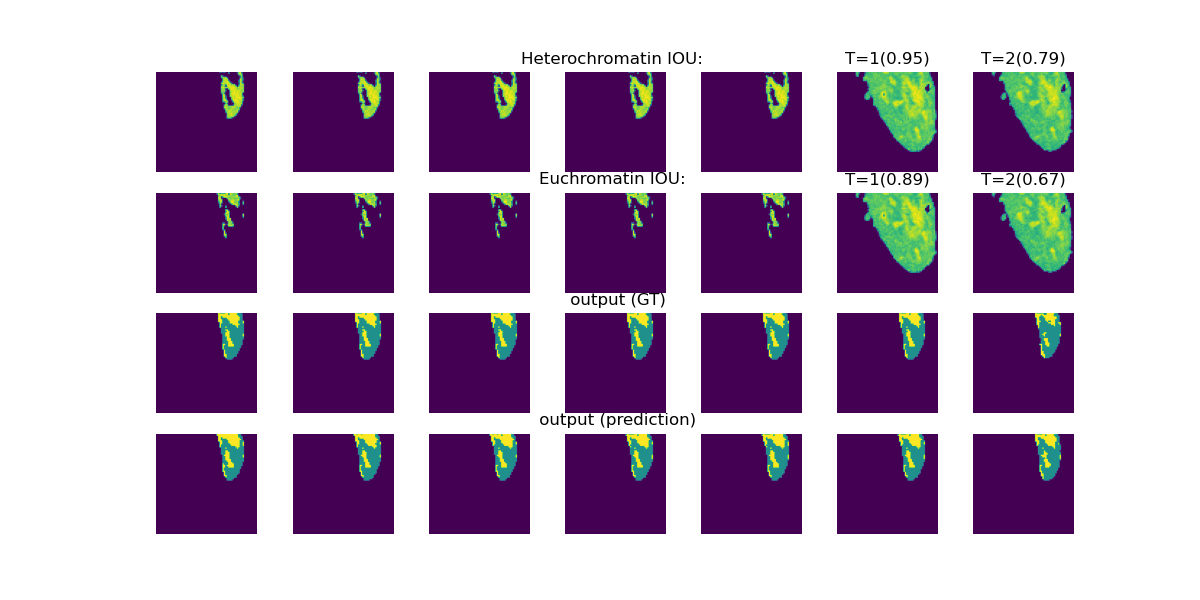 Heterochromatin IOU: T=1(0.95) T=2(0.79)
Euchromatin IOU: T=1(0.89) T=2(0.67)
output (GT)
output (prediction)